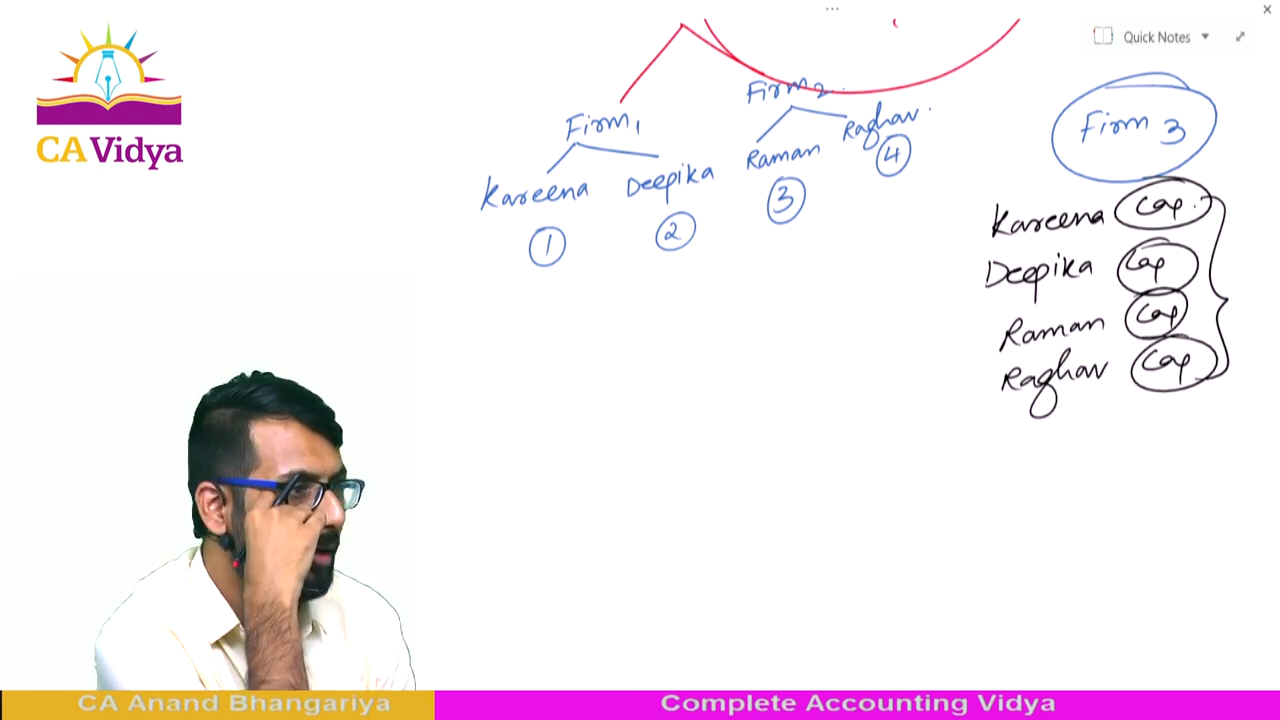 Quick Notes
CA Vidya
Firm 1
Firm 2
Firm 3
Kareena
Deepika
Raman
Raghav
1
2
3
4
Kareena Cap.
Deepika Cap
Raman Cap
Raghav Cap
CA Anand Bhangariya
Complete Accounting Vidya